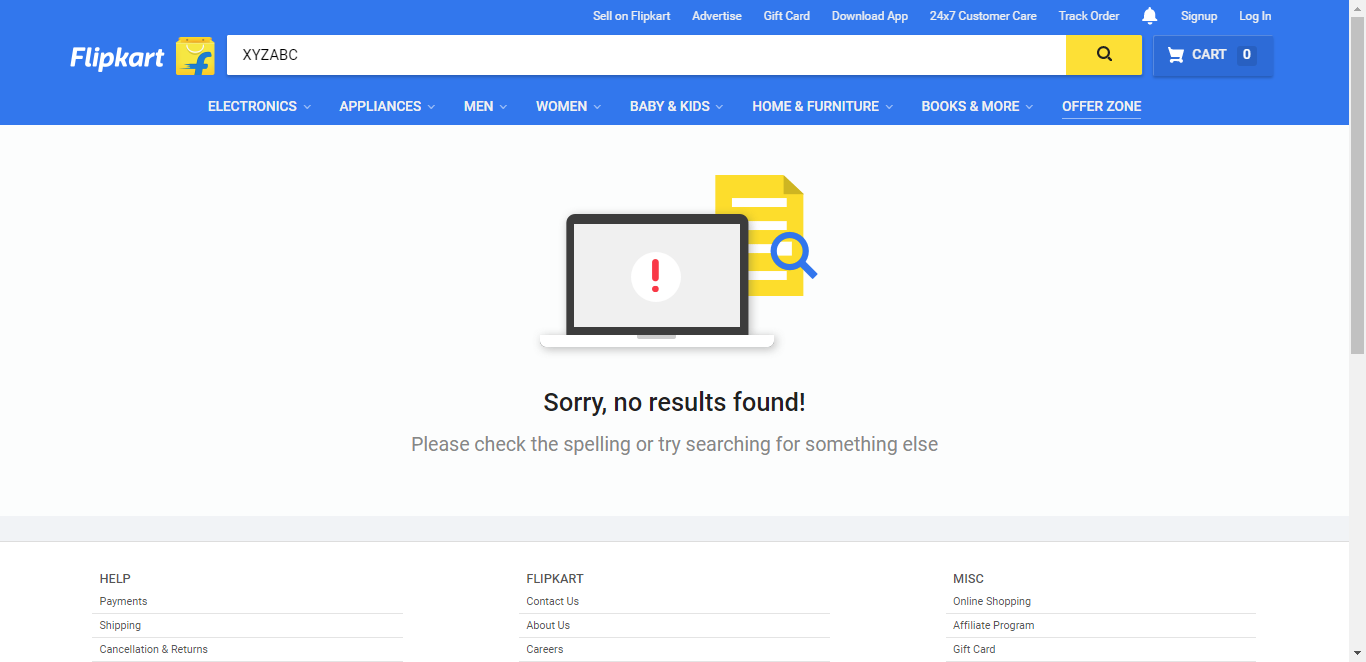 Sell on Flipkart Advertise Gift Card Download App 24x7 Customer Care Track Order Signup Log In
Flipkart XYZABC CART 0
ELECTRONICS APPLIANCES MEN WOMEN BABY & KIDS HOME & FURNITURE BOOKS & MORE OFFER ZONE
Sorry, no results found!
Please check the spelling or try searching for something else
HELP FLIPKART MISC
Payments Contact Us Online Shopping
Shipping About Us Affiliate Program
Cancellation & Returns Careers Gift Card